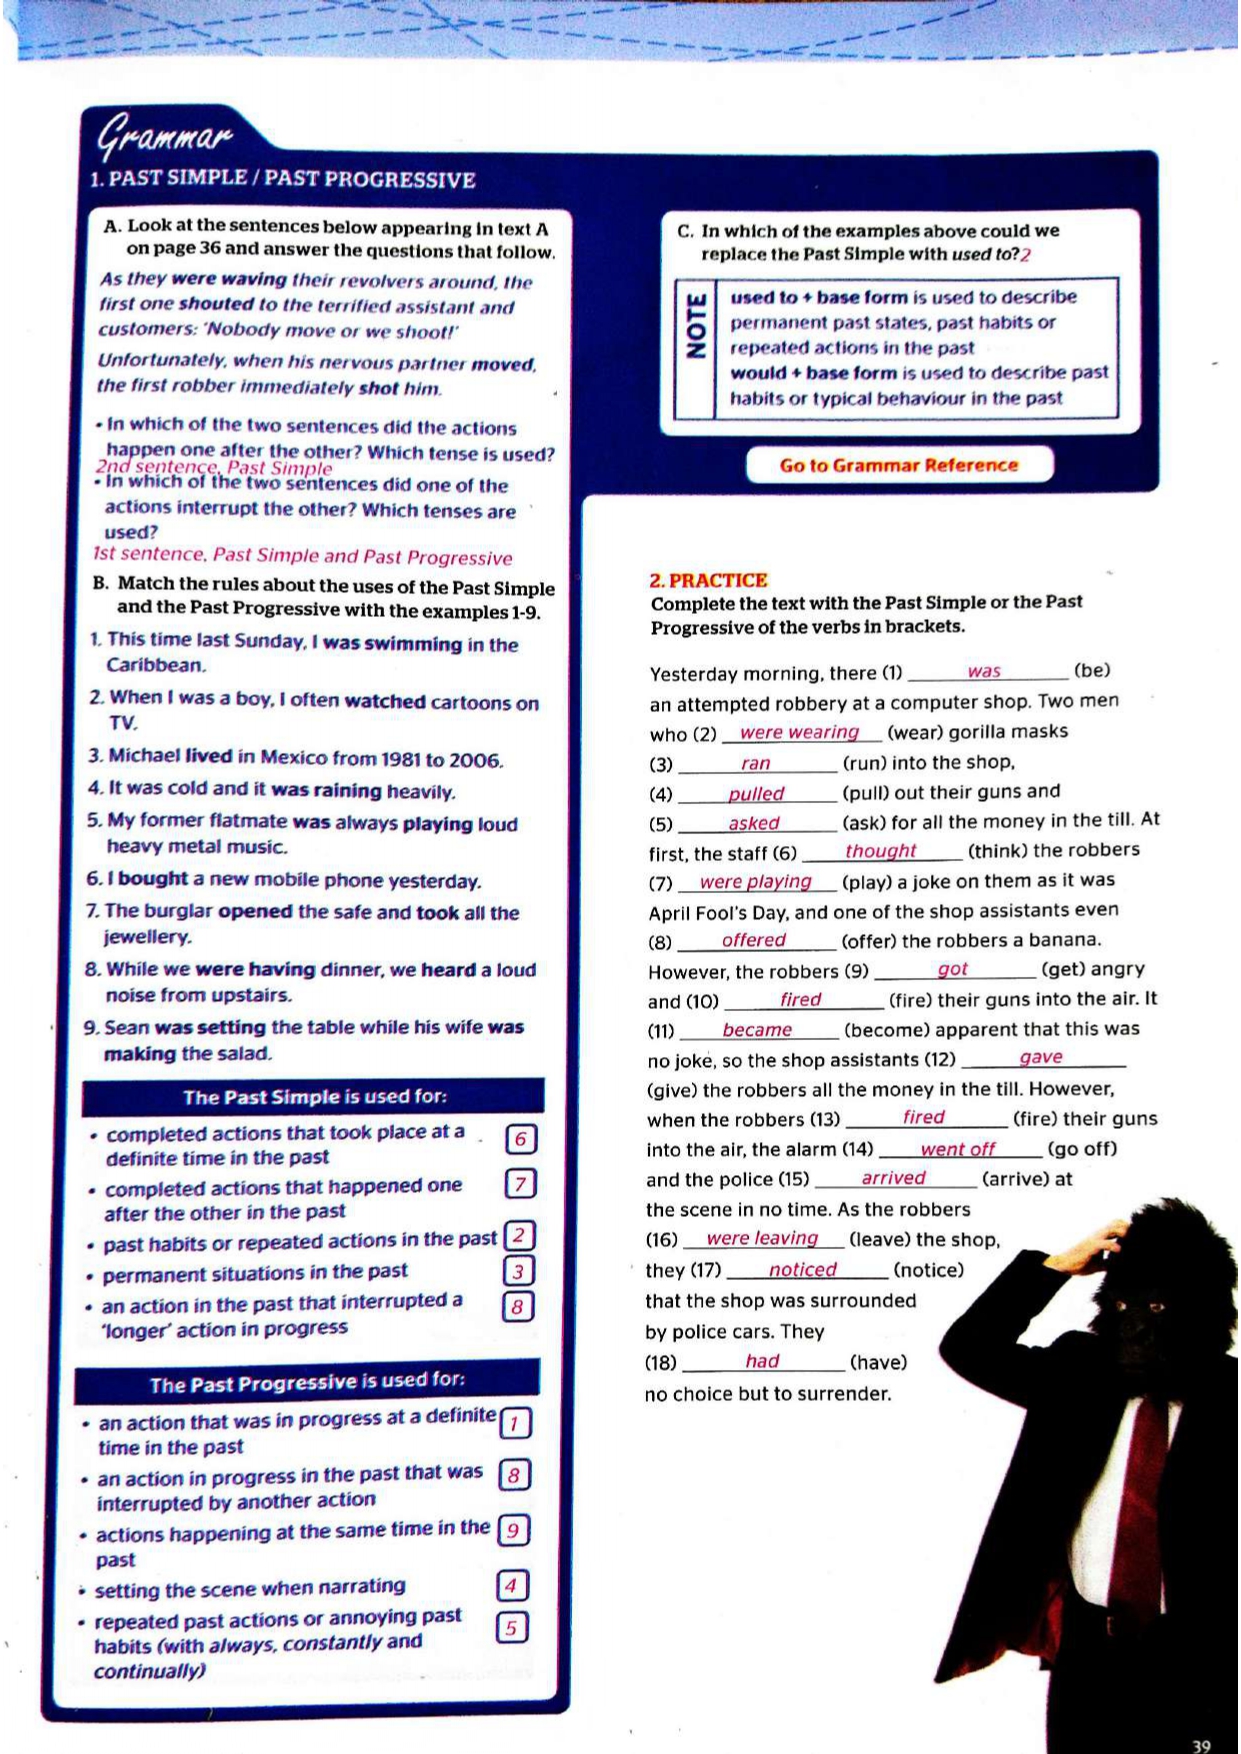 Grammar
1. PAST SIMPLE / PAST PROGRESSIVE
A. Look at the sentences below appearing in text A
on page 36 and answer the questions that follow.
As they were waving their revolvers around, the
first one shouted to the terrified assistant and
customers: 'Nobody move or we shoot!'
Unfortunately, when his nervous partner moved,
the first robber immediately shot him.
• In which of the two sentences did the actions
happen one after the other? Which tense is used?
2nd sentence, Past Simple
• In which of the two sentences did one of the
actions interrupt the other? Which tenses are
used?
1st sentence, Past Simple and Past Progressive
B. Match the rules about the uses of the Past Simple
and the Past Progressive with the examples 1-9.
1. This time last Sunday, I was swimming in the
Caribbean.
2. When I was a boy, I often watched cartoons on
TV.
3. Michael lived in Mexico from 1981 to 2006.
4. It was cold and it was raining heavily.
5. My former flatmate was always playing loud
heavy metal music.
6. I bought a new mobile phone yesterday.
7. The burglar opened the safe and took all the
jewellery.
8. While we were having dinner, we heard a loud
noise from upstairs.
9. Sean was setting the table while his wife was
making the salad.
The Past Simple is used for:
• completed actions that took place at a 6
definite time in the past
• completed actions that happened one 7
after the other in the past
• past habits or repeated actions in the past 2
• permanent situations in the past 3
• an action in the past that interrupted a 8
'longer' action in progress
The Past Progressive is used for:
• an action that was in progress at a definite 1
time in the past
• an action in progress in the past that was 8
interrupted by another action
• actions happening at the same time in the 9
past
• setting the scene when narrating 4
• repeated past actions or annoying past 5
habits (with always, constantly and
continually)
C. In which of the examples above could we
replace the Past Simple with used to?2
NOTE
used to + base form is used to describe
permanent past states, past habits or
repeated actions in the past
would + base form is used to describe past
habits or typical behaviour in the past
Go to Grammar Reference
2. PRACTICE
Complete the text with the Past Simple or the Past
Progressive of the verbs in brackets.
Yesterday morning, there (1) was (be)
an attempted robbery at a computer shop. Two men
who (2) were wearing (wear) gorilla masks
(3) ran (run) into the shop,
(4) pulled (pull) out their guns and
(5) asked (ask) for all the money in the till. At
first, the staff (6) thought (think) the robbers
(7) were playing (play) a joke on them as it was
April Fool's Day, and one of the shop assistants even
(8) offered (offer) the robbers a banana.
However, the robbers (9) got (get) angry
and (10) fired (fire) their guns into the air. It
(11) became (become) apparent that this was
no joke, so the shop assistants (12) gave
(give) the robbers all the money in the till. However,
when the robbers (13) fired (fire) their guns
into the air, the alarm (14) went off (go off)
and the police (15) arrived (arrive) at
the scene in no time. As the robbers
(16) were leaving (leave) the shop,
they (17) noticed (notice)
that the shop was surrounded
by police cars. They
(18) had (have)
no choice but to surrender.
39